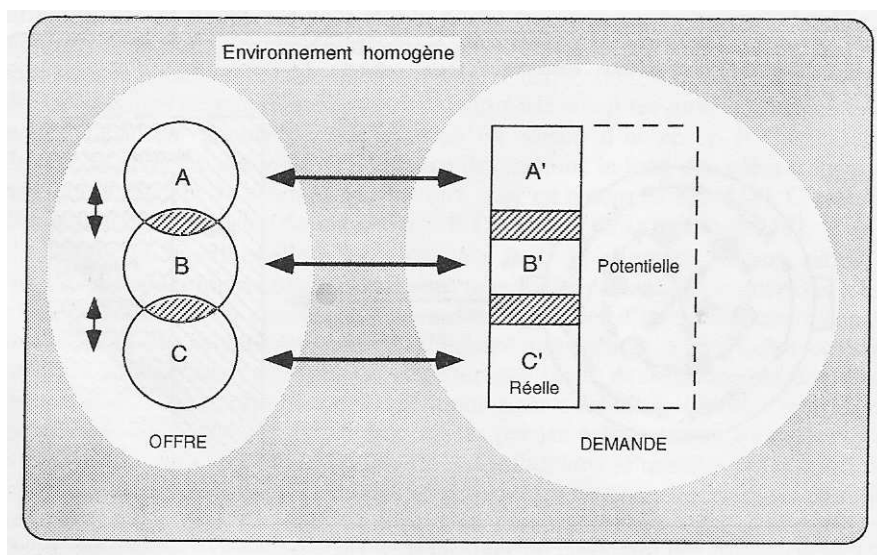 Environnement homogène
A
B
C
OFFRE
A'
B'
C'
Réelle
Potentielle
DEMANDE